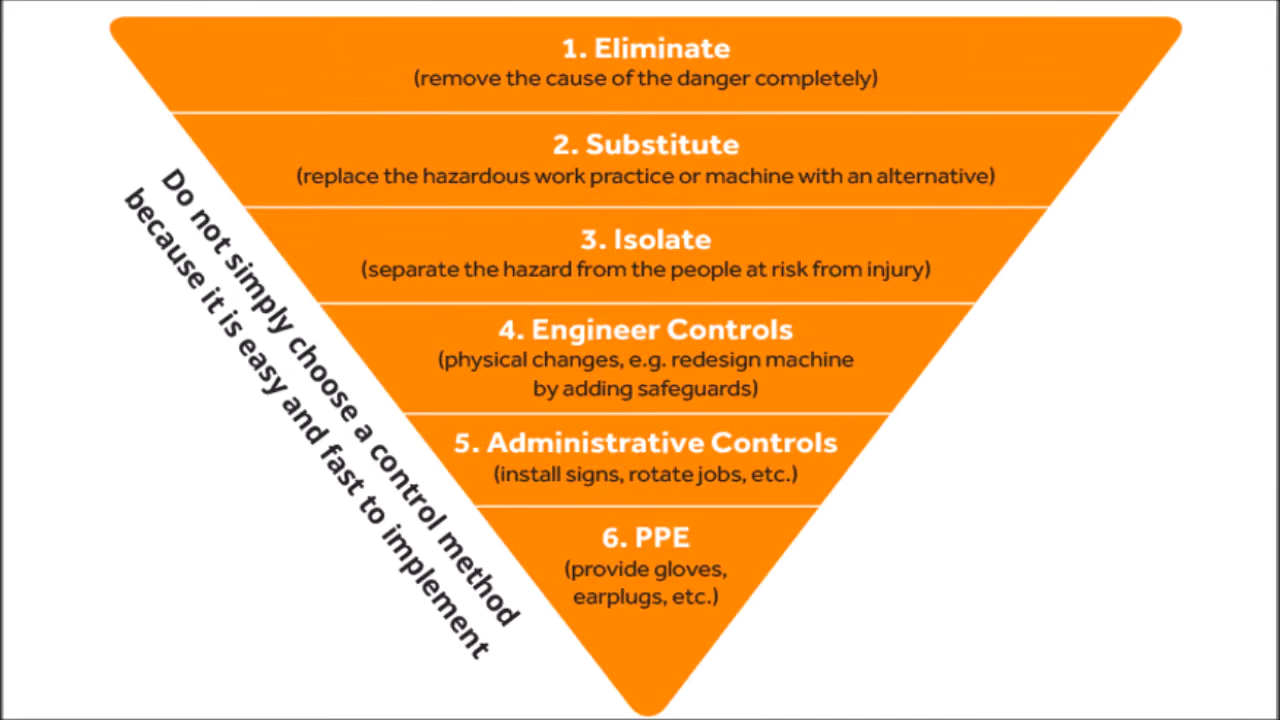 1. Eliminate
(remove the cause of the danger completely)
2. Substitute
(replace the hazardous work practice or machine with an alternative)
3. Isolate
(separate the hazard from the people at risk from injury)
4. Engineer Controls
(physical changes, e.g. redesign machine
by adding safeguards)
5. Administrative Controls
(install signs, rotate jobs, etc.)
6. PPE
(provide gloves,
earplugs, etc.)
Do not simply choose a control method
because it is easy and fast to implement